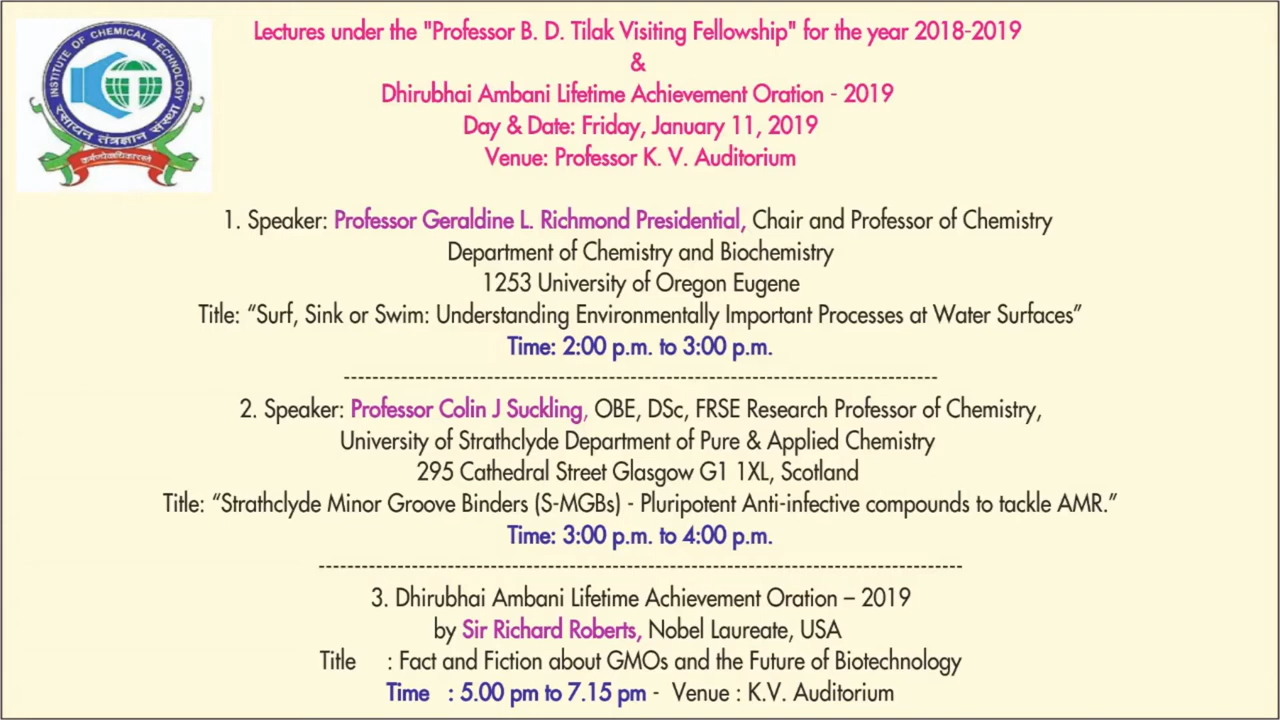 INSTITUTE OF CHEMICAL TECHNOLOGY
रसायन तंत्रज्ञान संस्था
Lectures under the "Professor B. D. Tilak Visiting Fellowship" for the year 2018-2019
&
Dhirubhai Ambani Lifetime Achievement Oration - 2019
Day & Date: Friday, January 11, 2019
Venue: Professor K. V. Auditorium
1. Speaker: Professor Geraldine L. Richmond Presidential, Chair and Professor of Chemistry
Department of Chemistry and Biochemistry
1253 University of Oregon Eugene
Title: “Surf, Sink or Swim: Understanding Environmentally Important Processes at Water Surfaces”
Time: 2:00 p.m. to 3:00 p.m.
2. Speaker: Professor Colin J Suckling, OBE, DSc, FRSE Research Professor of Chemistry,
University of Strathclyde Department of Pure & Applied Chemistry
295 Cathedral Street Glasgow G1 1XL, Scotland
Title: “Strathclyde Minor Groove Binders (S-MGBs) - Pluripotent Anti-infective compounds to tackle AMR.”
Time: 3:00 p.m. to 4:00 p.m.
3. Dhirubhai Ambani Lifetime Achievement Oration – 2019
by Sir Richard Roberts, Nobel Laureate, USA
Title : Fact and Fiction about GMOs and the Future of Biotechnology
Time : 5.00 pm to 7.15 pm - Venue : K.V. Auditorium